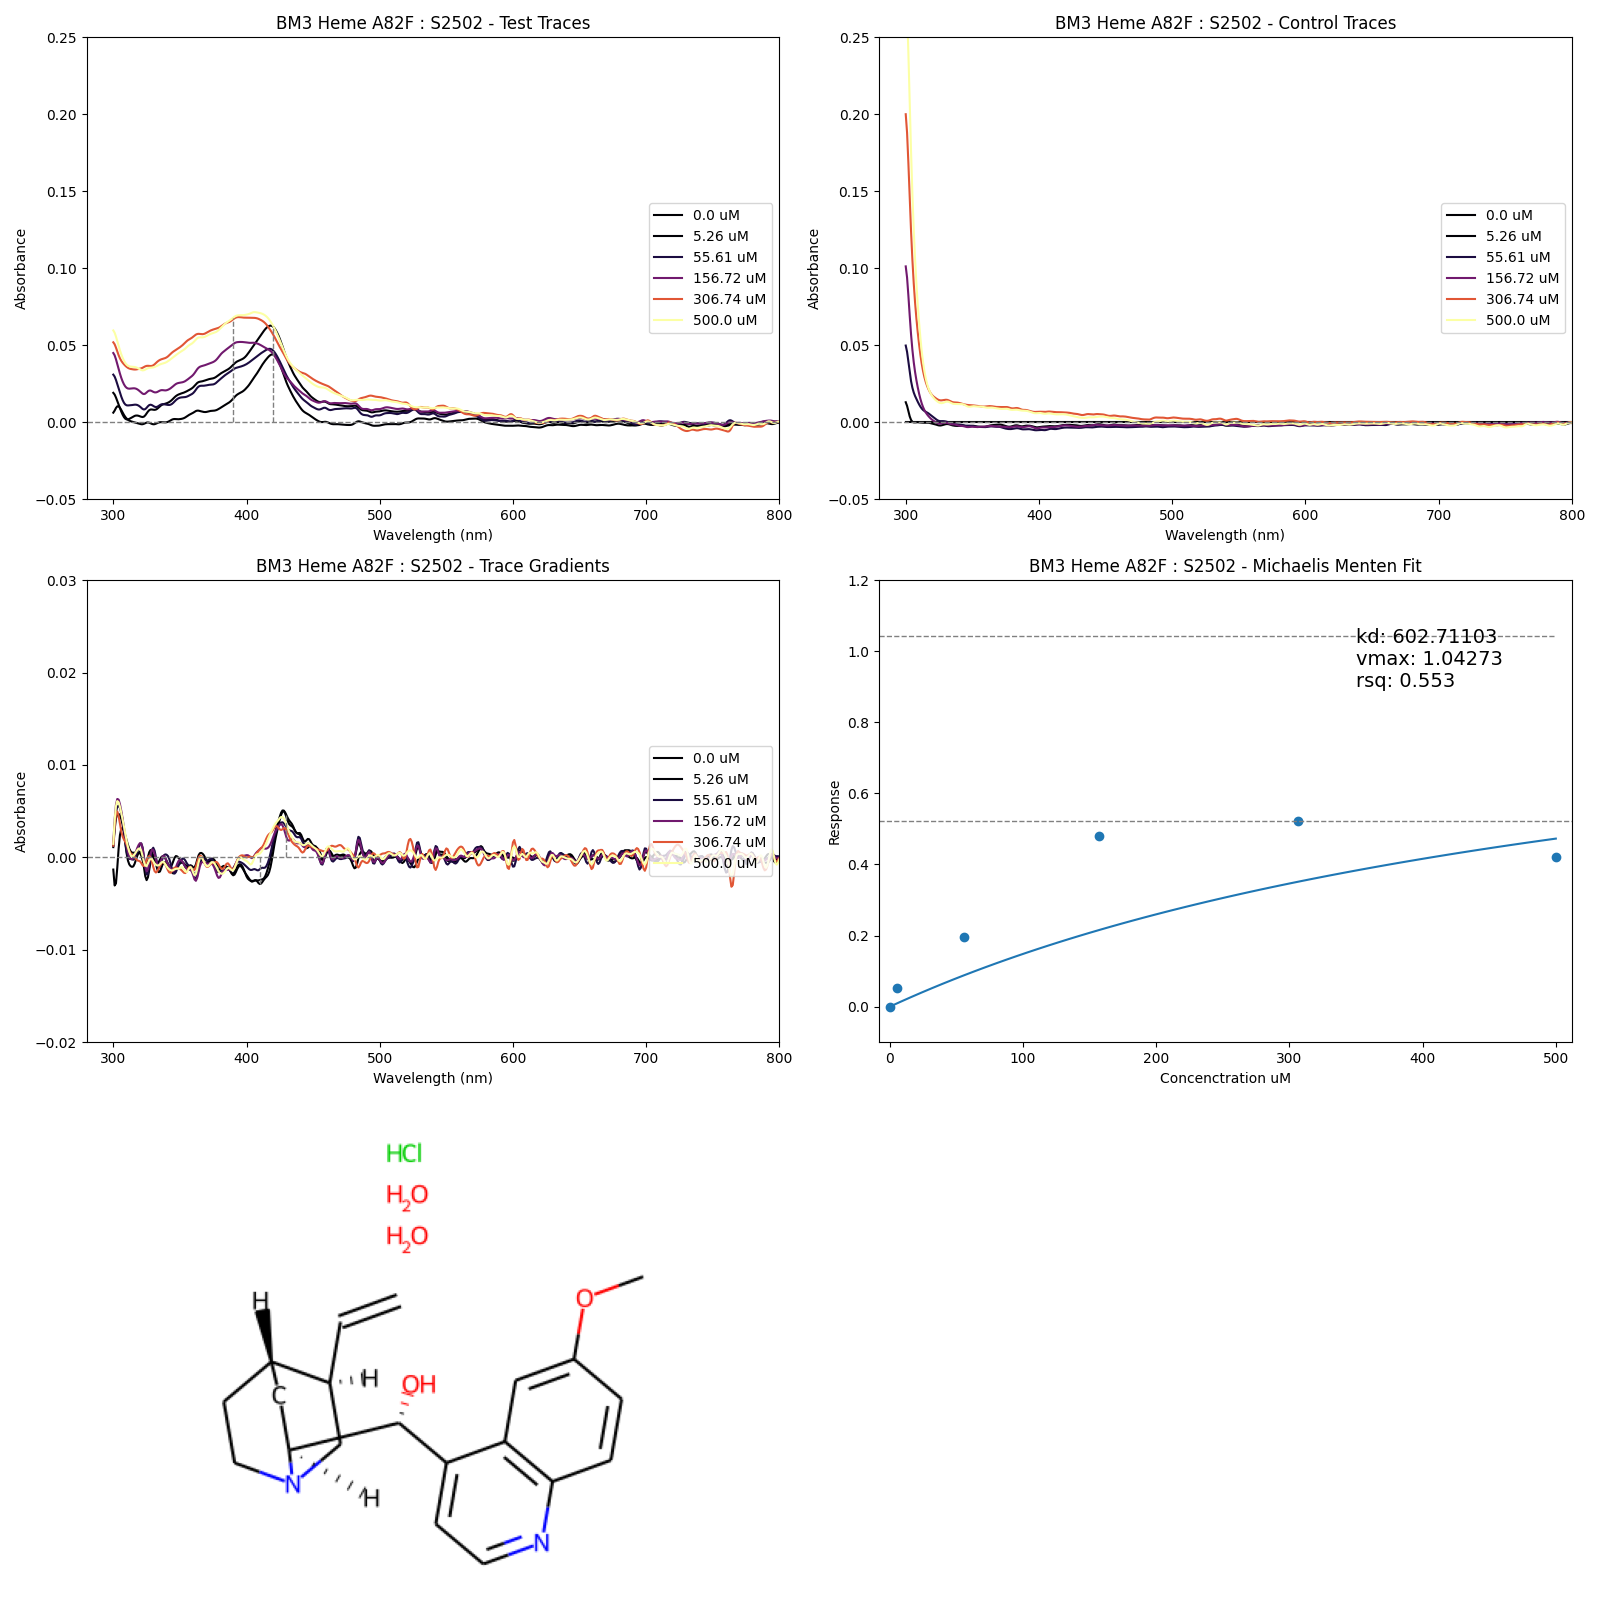 BM3 Heme A82F : S2502 - Test Traces
0.25
0.20
0.15
0.10
0.05
0.00
−0.05
Absorbance
300 400 500 600 700 800
Wavelength (nm)
0.0 uM
5.26 uM
55.61 uM
156.72 uM
306.74 uM
500.0 uM
BM3 Heme A82F : S2502 - Control Traces
0.25
0.20
0.15
0.10
0.05
0.00
−0.05
Absorbance
300 400 500 600 700 800
Wavelength (nm)
0.0 uM
5.26 uM
55.61 uM
156.72 uM
306.74 uM
500.0 uM
BM3 Heme A82F : S2502 - Trace Gradients
0.03
0.02
0.01
0.00
−0.01
−0.02
Absorbance
300 400 500 600 700 800
Wavelength (nm)
0.0 uM
5.26 uM
55.61 uM
156.72 uM
306.74 uM
500.0 uM
BM3 Heme A82F : S2502 - Michaelis Menten Fit
1.2
1.0
0.8
0.6
0.4
0.2
0.0
Response
0 100 200 300 400 500
Concenctration uM
kd: 602.71103
vmax: 1.04273
rsq: 0.553
HCl
H2O
H2O
H
O
H
OH
C
N
H
N